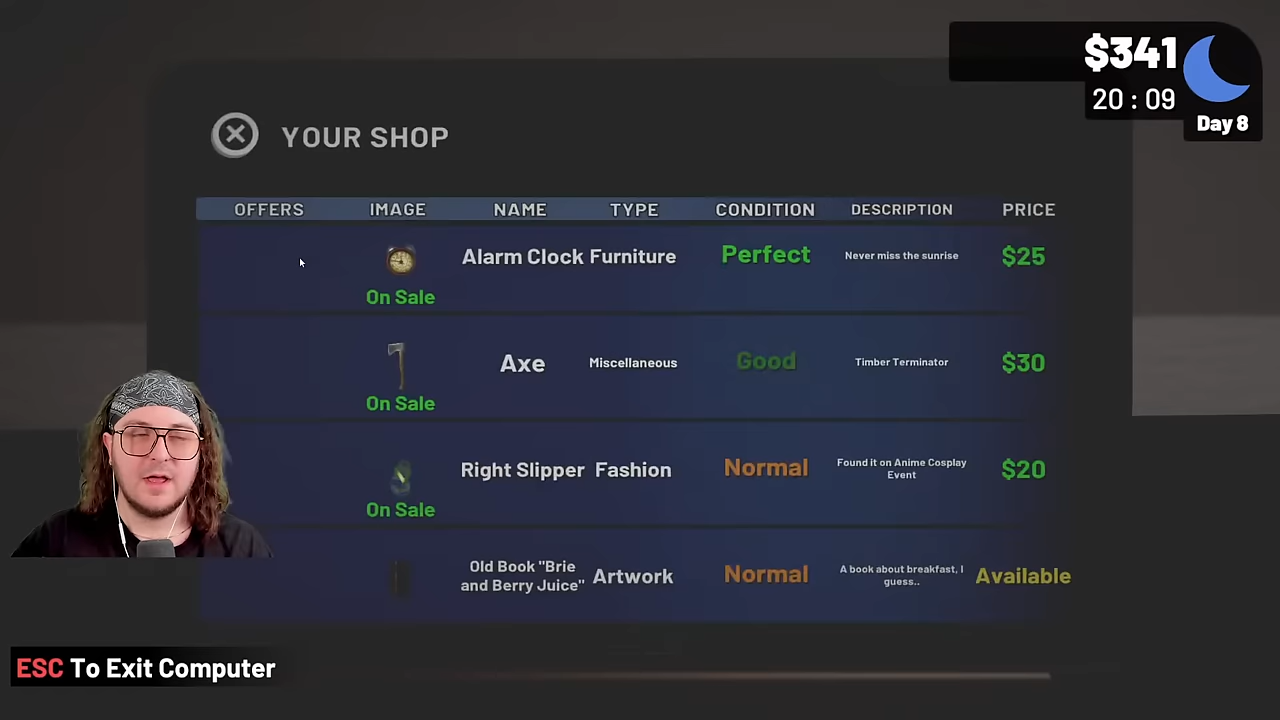 $341
20 : 09
Day 8
YOUR SHOP
OFFERS IMAGE NAME TYPE CONDITION DESCRIPTION PRICE
Alarm Clock Furniture Perfect Never miss the sunrise $25
On Sale
Axe Miscellaneous Good Timber Terminator $30
On Sale
Right Slipper Fashion Normal Found it on Anime Cosplay
Event
$20
On Sale
Old Book "Brie
and Berry Juice"
Artwork Normal A book about breakfast, I
guess..
Available
ESC To Exit Computer